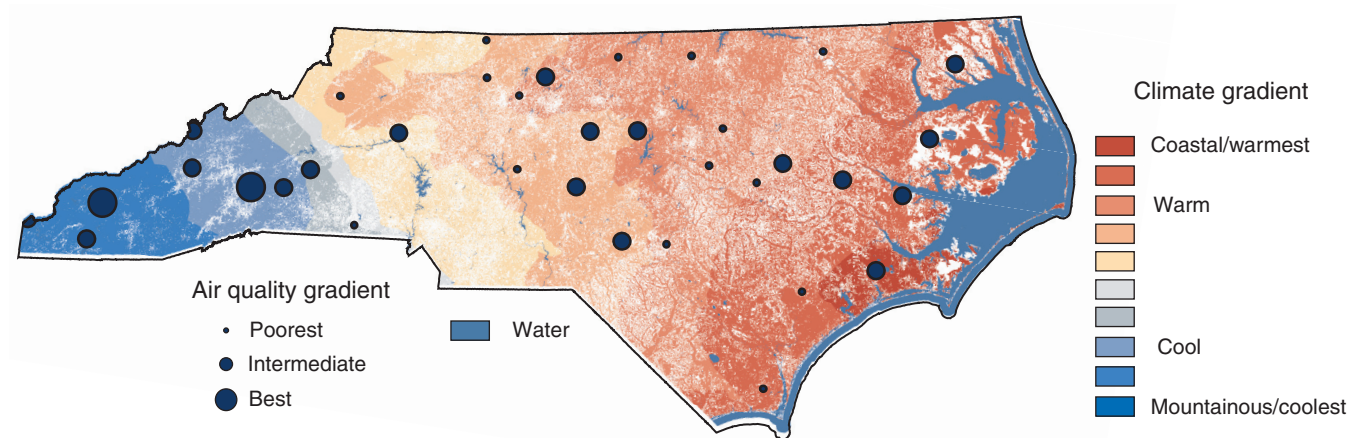 Climate gradient
Coastal/warmest
Warm
Cool
Mountainous/coolest
Air quality gradient
Poorest
Intermediate
Best
Water